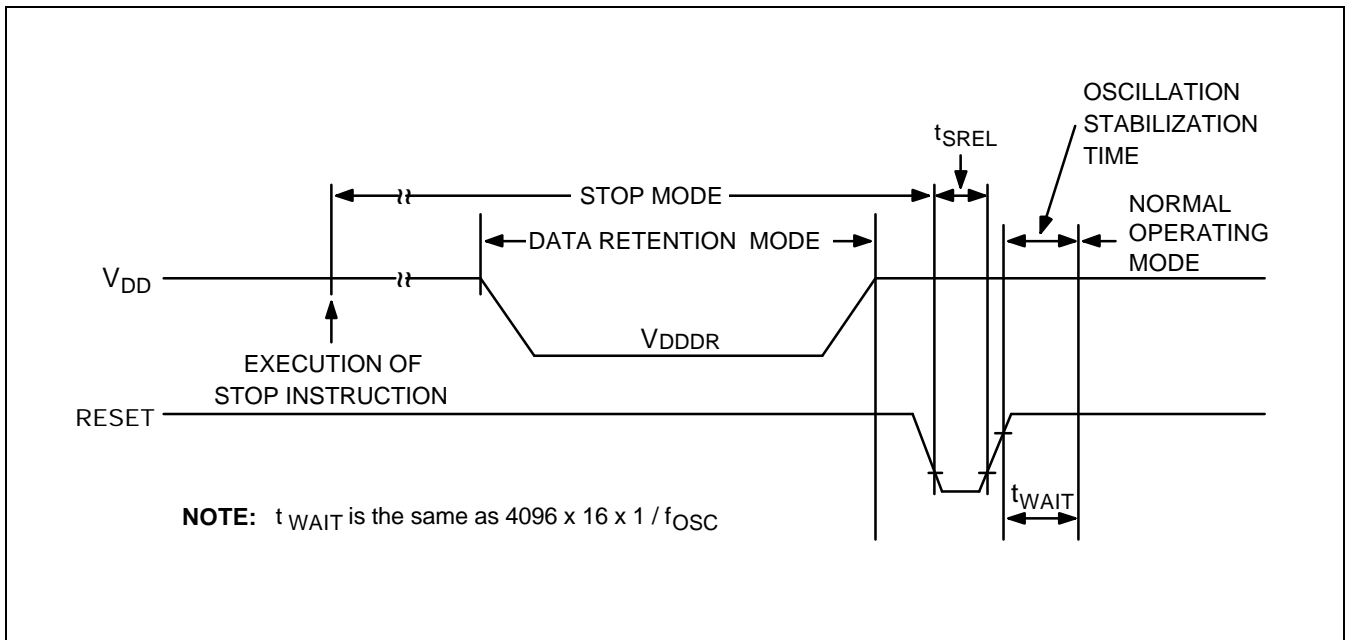 OSCILLATION
STABILIZATION
TIME
tSREL
STOP MODE
NORMAL
OPERATING
MODE
DATA RETENTION MODE
VDD
VDDDR
EXECUTION OF
STOP INSTRUCTION
RESET
tWAIT
NOTE: t WAIT is the same as 4096 x 16 x 1 / fOSC